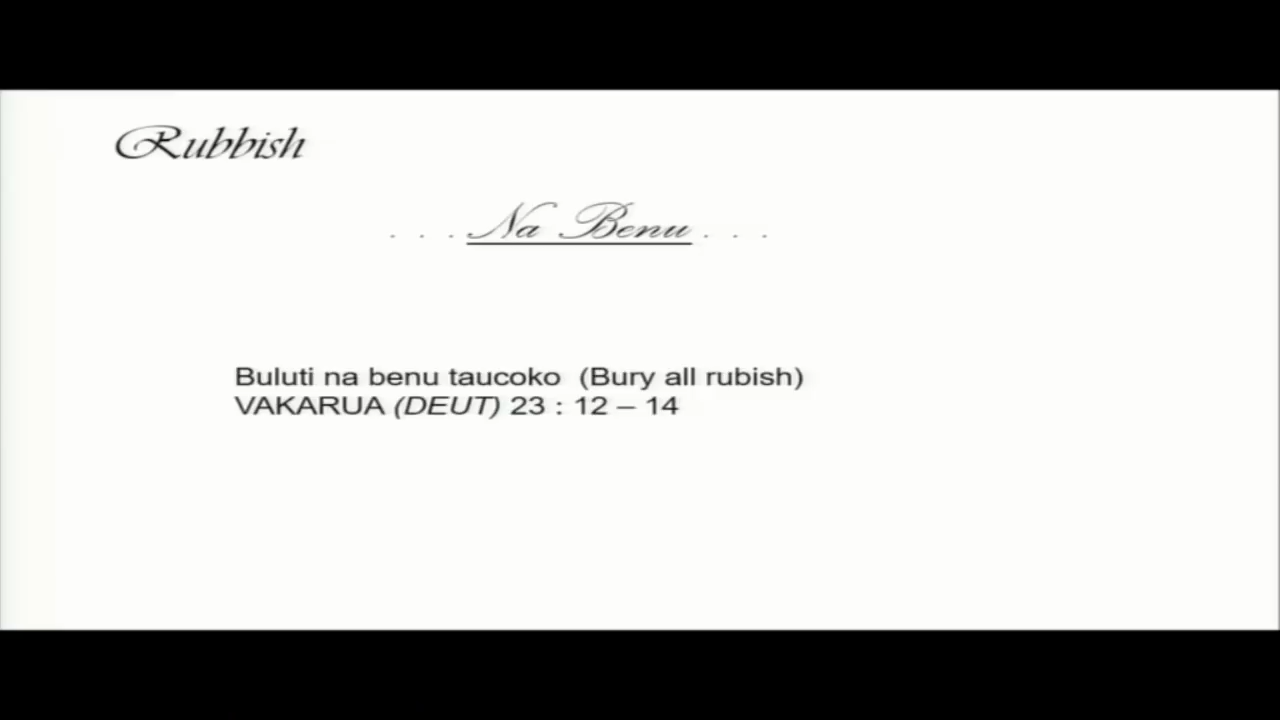 Rubbish
. . . Na Benu . . .
Buluti na benu taucoko (Bury all rubish)
VAKARUA (DEUT) 23 : 12 – 14